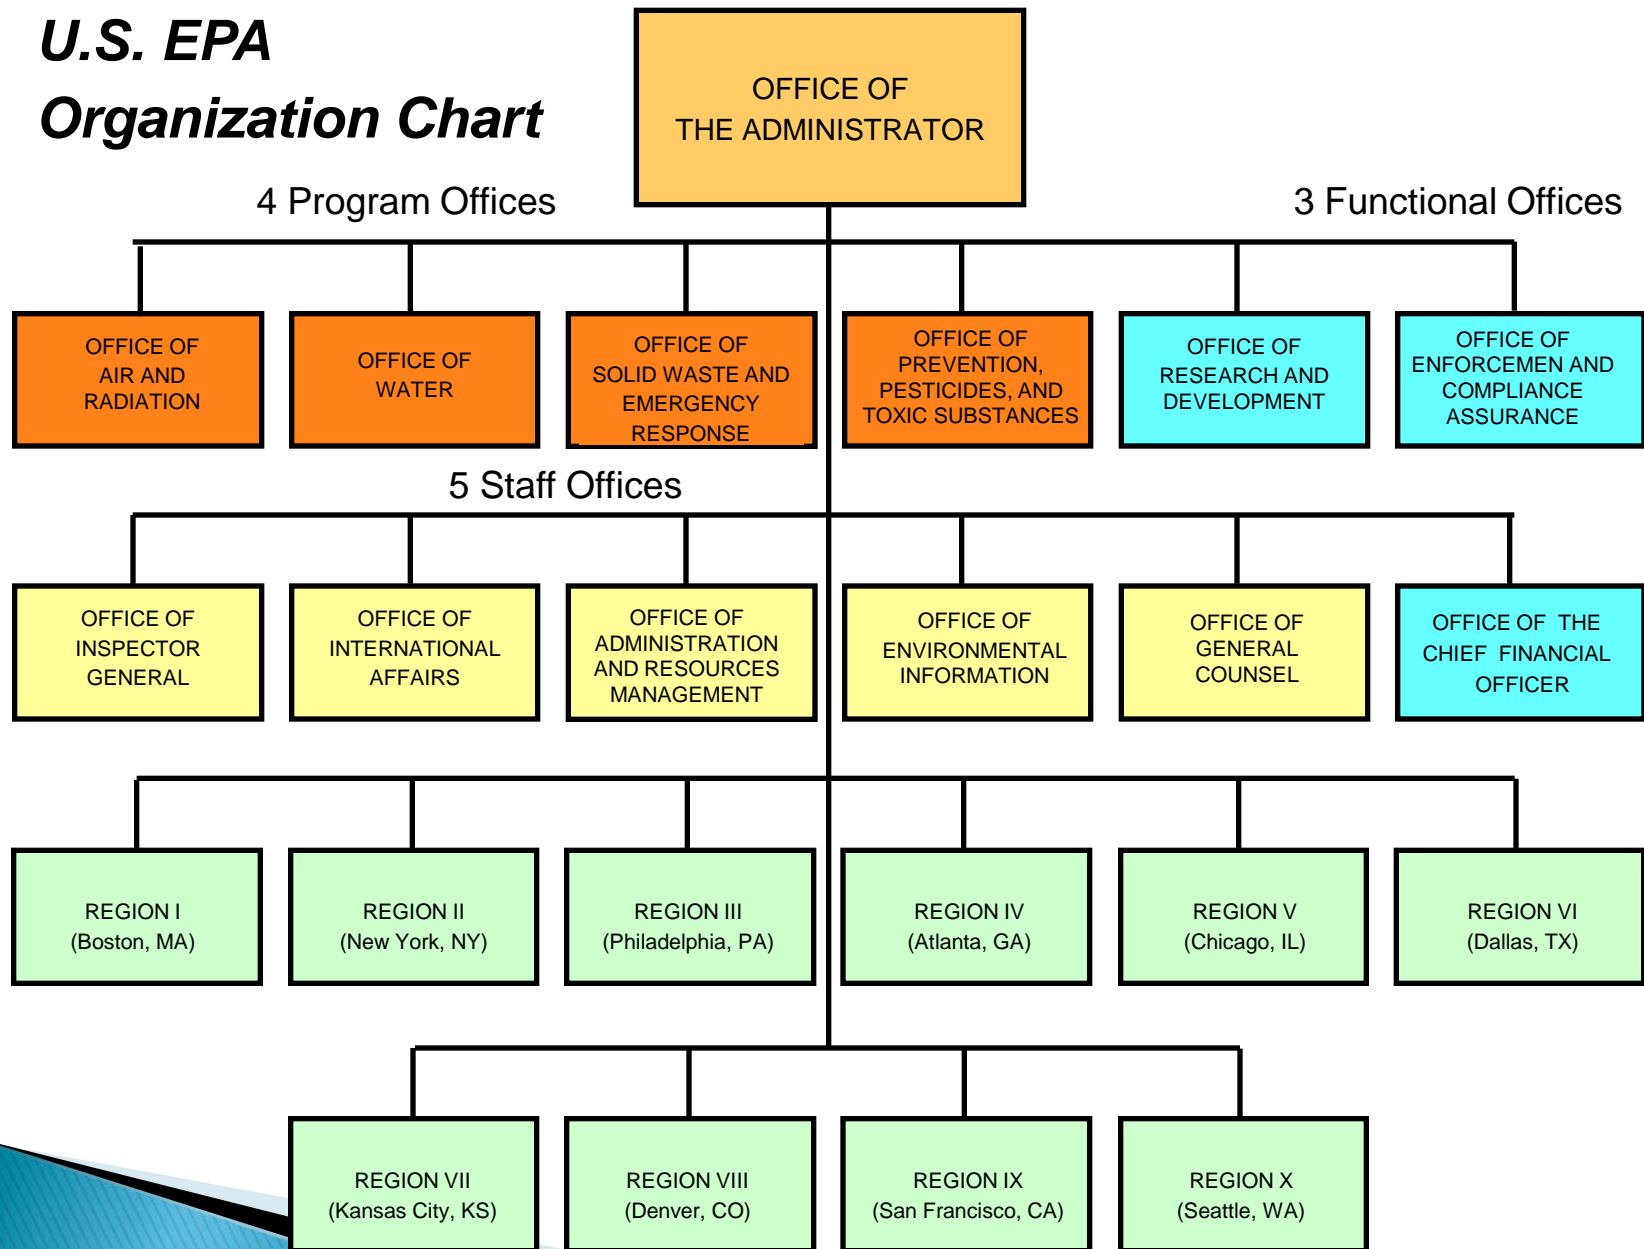 U.S. EPA
Organization Chart
OFFICE OF
THE ADMINISTRATOR
4 Program Offices
3 Functional Offices
OFFICE OF
AIR AND
RADIATION
OFFICE OF
WATER
OFFICE OF
SOLID WASTE AND
EMERGENCY
RESPONSE
OFFICE OF
PREVENTION,
PESTICIDES, AND
TOXIC SUBSTANCES
OFFICE OF
RESEARCH AND
DEVELOPMENT
OFFICE OF
ENFORCEMEN AND
COMPLIANCE
ASSURANCE
5 Staff Offices
OFFICE OF
INSPECTOR
GENERAL
OFFICE OF
INTERNATIONAL
AFFAIRS
OFFICE OF
ADMINISTRATION
AND RESOURCES
MANAGEMENT
OFFICE OF
ENVIRONMENTAL
INFORMATION
OFFICE OF
GENERAL
COUNSEL
OFFICE OF THE
CHIEF FINANCIAL
OFFICER
REGION I
(Boston, MA)
REGION II
(New York, NY)
REGION III
(Philadelphia, PA)
REGION IV
(Atlanta, GA)
REGION V
(Chicago, IL)
REGION VI
(Dallas, TX)
REGION VII
(Kansas City, KS)
REGION VIII
(Denver, CO)
REGION IX
(San Francisco, CA)
REGION X
(Seattle, WA)